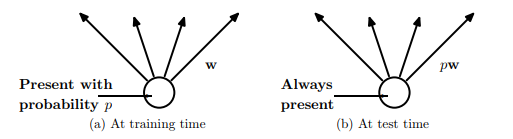 w
Present with
probability p
(a) At training time
pw
Always
present
(b) At test time